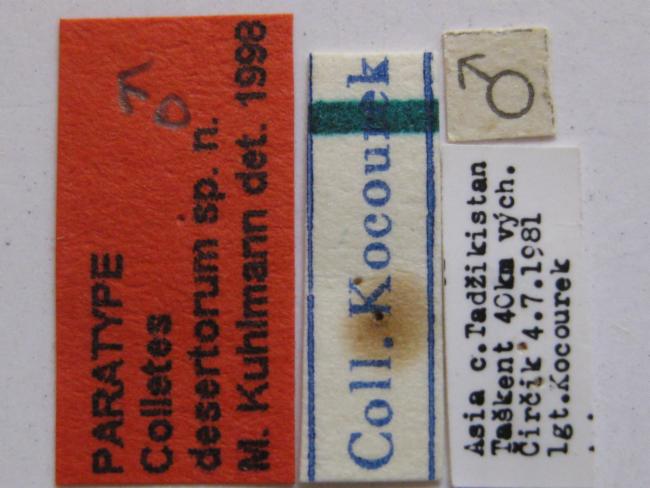 PARATYPE
Colletes
desertorum sp. n.
M. Kuhlmann det. 1998
♂
Coll. Kocourek
♂
Asia c. Tadžikistan
Taškent 40km vých.
Čirčik 4.7.1981
lgt.Kocourek